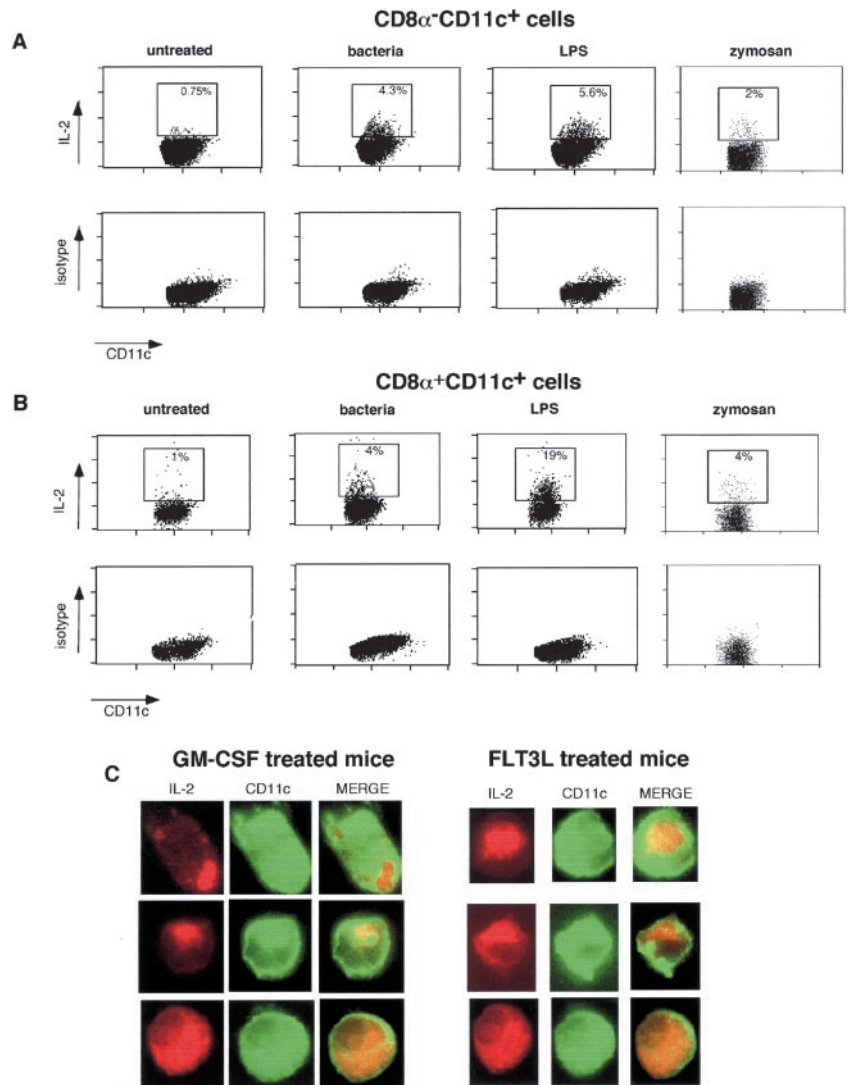 A
CD8α-CD11c+ cells
untreated bacteria LPS zymosan
IL-2
0.75% 4.3% 5.6% 2%
isotype
CD11c
B
CD8α+CD11c+ cells
untreated bacteria LPS zymosan
IL-2
1% 4% 19% 4%
isotype
CD11c
C
GM-CSF treated mice FLT3L treated mice
IL-2 CD11c MERGE IL-2 CD11c MERGE